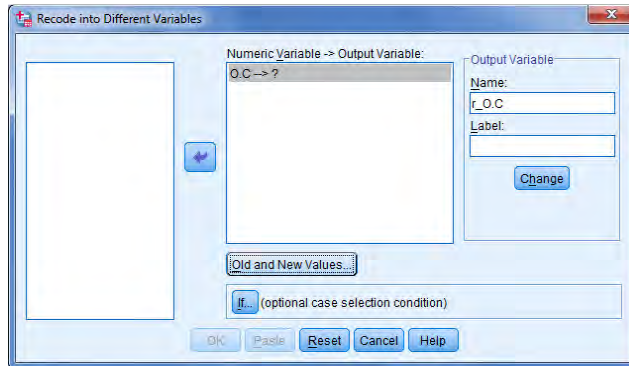 Recode into Different Variables
Numeric Variable -> Output Variable:
O.C --> ?
Output Variable
Name:
r_O.C
Label:
Change
Old and New Values...
If... (optional case selection condition)
OK Paste Reset Cancel Help